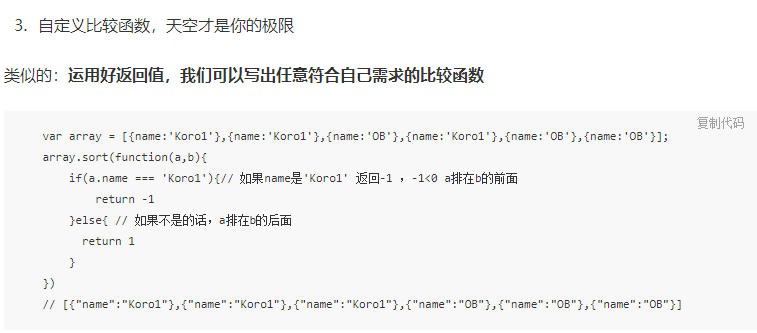 3. 自定义比较函数，天空才是你的极限
类似的：运用好返回值，我们可以写出任意符合自己需求的比较函数
复制代码
var array = [{name:'Koro1'},{name:'Koro1'},{name:'OB'},{name:'Koro1'},{name:'OB'},{name:'OB'}];
array.sort(function(a,b){
    if(a.name === 'Koro1'){// 如果name是'Koro1' 返回-1 ，-1<0 a排在b的前面
        return -1
    }else{ // 如果不是的话，a排在b的后面
      return 1
    }
})
// [{"name":"Koro1"},{"name":"Koro1"},{"name":"Koro1"},{"name":"OB"},{"name":"OB"},{"name":"OB"}]